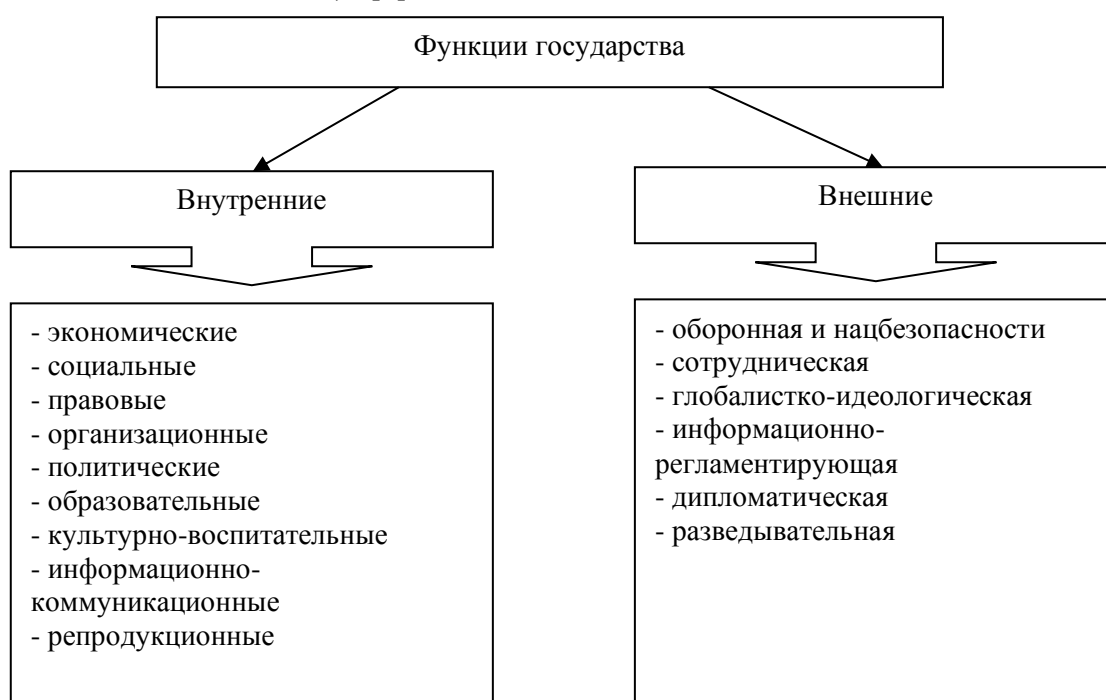 Функции государства
Внутренние
Внешние
- экономические
- социальные
- правовые
- организационные
- политические
- образовательные
- культурно-воспитательные
- информационно-
коммуникационные
- репродукционные
- оборонная и нацбезопасности
- сотрудническая
- глобалистко-идеологическая
- информационно-
регламентирующая
- дипломатическая
- разведывательная